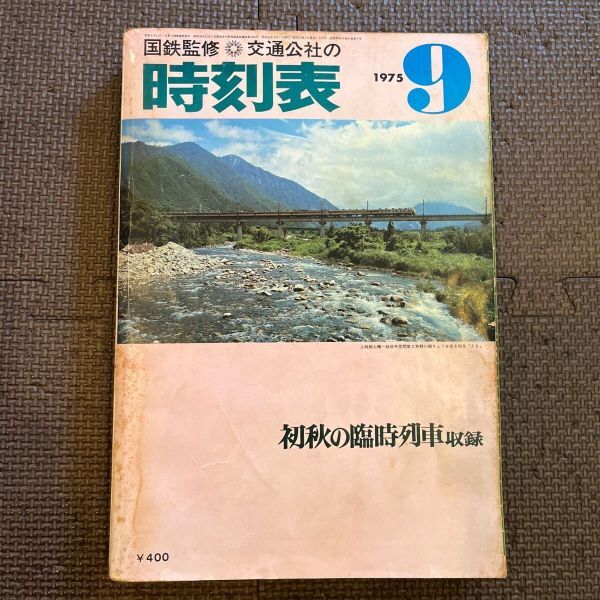 国鉄監修 交通公社の
時刻表
1975 9
初秋の臨時列車収録
¥400